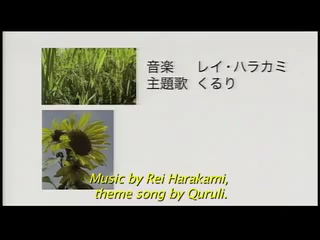 音楽 レイ・ハラカミ
主題歌 くるり
Music by Rei Harakami,
theme song by Quruli.